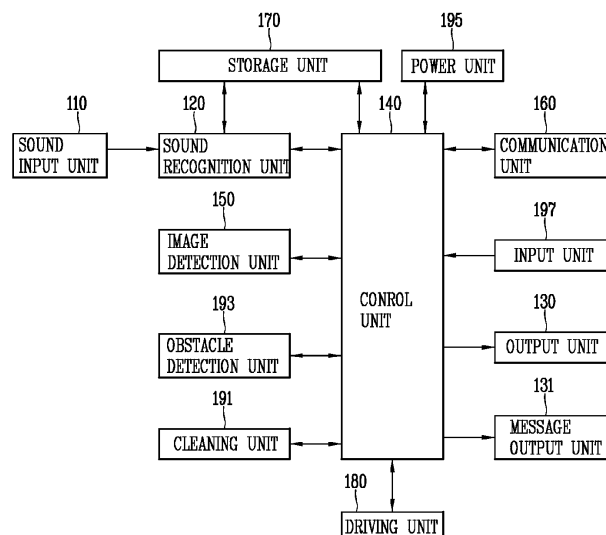 170
195
STORAGE UNIT
POWER UNIT
110
120
140
160
SOUND
INPUT UNIT
SOUND
RECOGNITION UNIT
COMMUNICATION
UNIT
150
197
IMAGE
DETECTION UNIT
INPUT UNIT
193
CONROL
UNIT
130
OBSTACLE
DETECTION UNIT
OUTPUT UNIT
191
131
CLEANING UNIT
MESSAGE
OUTPUT UNIT
180
DRIVING UNIT